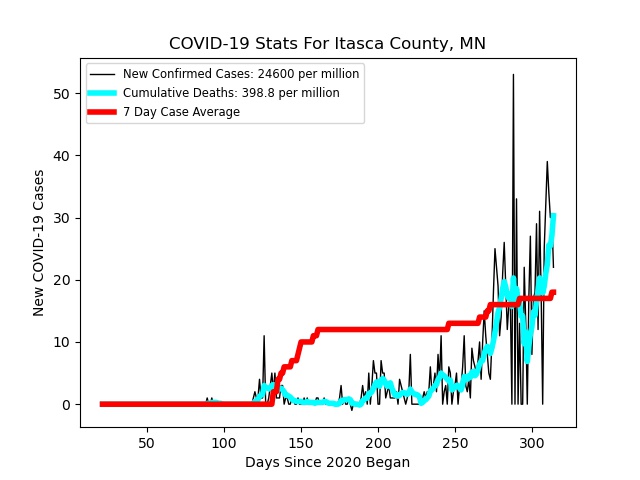 COVID-19 Stats For Itasca County, MN
New Confirmed Cases: 24600 per million
Cumulative Deaths: 398.8 per million
7 Day Case Average
New COVID-19 Cases
50
40
30
20
10
0
50 100 150 200 250 300
Days Since 2020 Began